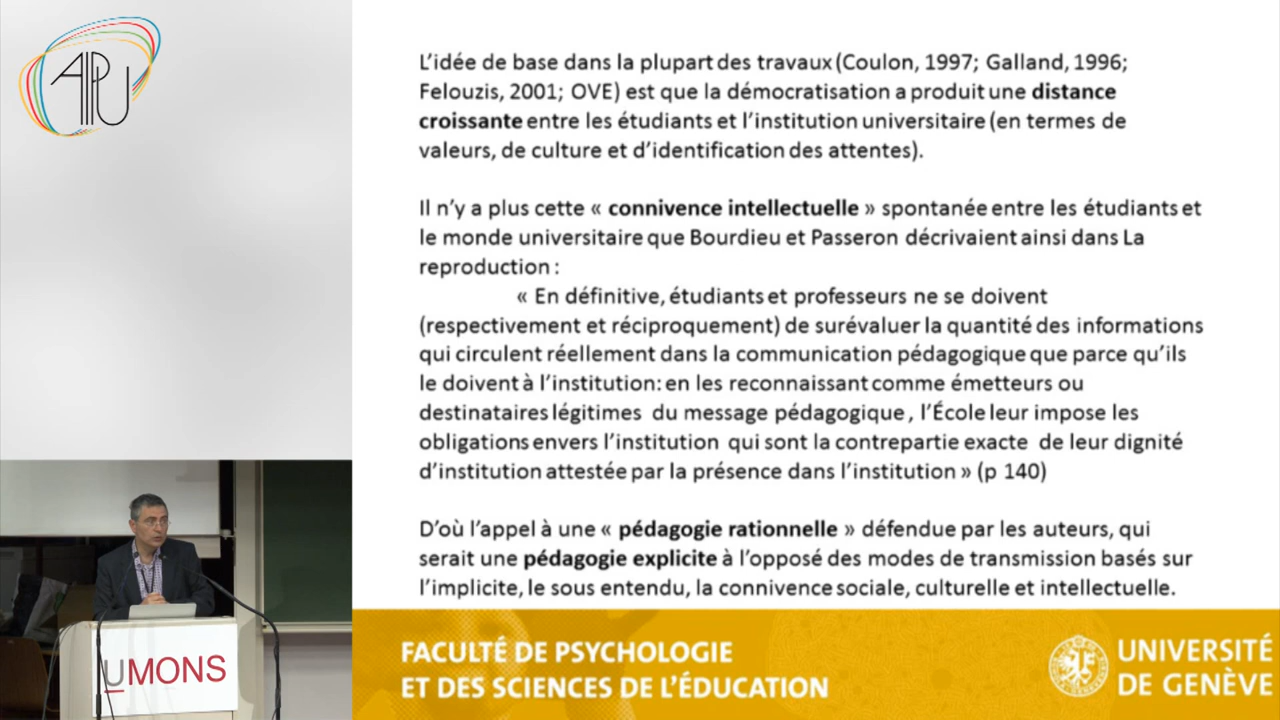 AIPU
L'idée de base dans la plupart des travaux (Coulon, 1997; Galland, 1996;
Felouzis, 2001; OVE) est que la démocratisation a produit une distance
croissante entre les étudiants et l'institution universitaire (en termes de
valeurs, de culture et d'identification des attentes).
Il n'y a plus cette « connivence intellectuelle » spontanée entre les étudiants et
le monde universitaire que Bourdieu et Passeron décrivaient ainsi dans La
reproduction :
« En définitive, étudiants et professeurs ne se doivent
(respectivement et réciproquement) de surévaluer la quantité des informations
qui circulent réellement dans la communication pédagogique que parce qu'ils
le doivent à l'institution: en les reconnaissant comme émetteurs ou
destinataires légitimes du message pédagogique , l'École leur impose les
obligations envers l'institution qui sont la contrepartie exacte de leur dignité
d'institution attestée par la présence dans l'institution » (p 140)
D'où l'appel à une « pédagogie rationnelle » défendue par les auteurs, qui
serait une pédagogie explicite à l'opposé des modes de transmission basés sur
l'implicite, le sous entendu, la connivence sociale, culturelle et intellectuelle.
UMONS
FACULTÉ DE PSYCHOLOGIE
ET DES SCIENCES DE L'ÉDUCATION
UNIVERSITÉ
DE GENÈVE